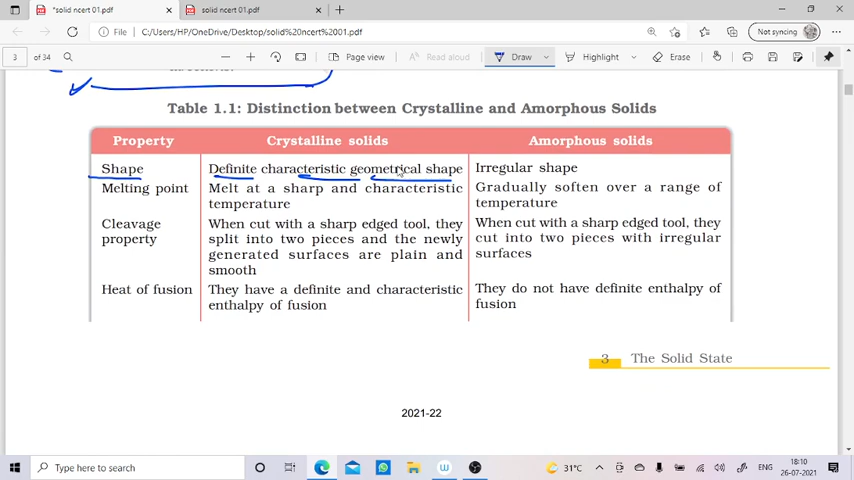 *solid ncert 01.pdf
solid ncert 01.pdf
File
C:/Users/HP/OneDrive/Desktop/solid%20ncert%2001.pdf
Not syncing
3
of 34
Page view
Read aloud
Draw
Highlight
Erase
Table 1.1: Distinction between Crystalline and Amorphous Solids
Property Crystalline solids Amorphous solids
Shape Definite characteristic geometrical shape Irregular shape
Melting point Melt at a sharp and characteristic temperature Gradually soften over a range of temperature
Cleavage property When cut with a sharp edged tool, they split into two pieces and the newly generated surfaces are plain and smooth When cut with a sharp edged tool, they cut into two pieces with irregular surfaces
Heat of fusion They have a definite and characteristic enthalpy of fusion They do not have definite enthalpy of fusion
3 The Solid State
2021-22
Type here to search
31°C
ENG
18:10
26-07-2021